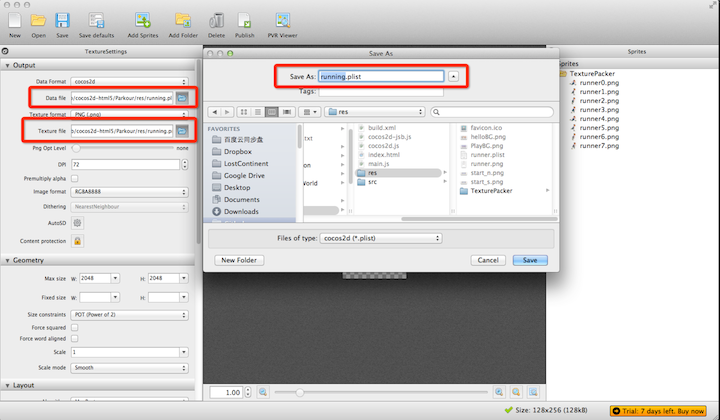 New
Open
Save
Save defaults
Add Sprites
Add Folder
Delete
Publish
PVR Viewer
TextureSettings
Output
Data Format
cocos2d
Data file
o/cocos2d-html5/Parkour/res/running.pl
Texture format
PNG (.png)
Texture file
o/cocos2d-html5/Parkour/res/running.p
Png Opt Level
none
DPI
72
Premultiply alpha
Image format
RGBA8888
Dithering
NearestNeighbour
AutoSD
Content protection
Geometry
Max size
W:
2048
H:
2048
Fixed size
W:
H:
Size constraints
POT (Power of 2)
Force squared
Force word aligned
Scale
1
Scale mode
Smooth
Layout
Save As
Save As:
running.plist
Tags:
res
FAVORITES
百度云同步盘
Dropbox
LostContinent
Google Drive
Desktop
Documents
Downloads
txt
World
build.xml
cocos2d-jsb.js
cocos2d.js
index.html
main.js
res
src
favicon.ico
helloBG.png
PlayBG.png
runner.plist
runner.png
start_n.png
start_s.png
TexturePacker
Files of type:
cocos2d (*.plist)
New Folder
Cancel
Save
1.00
Sprites
Sprites
TexturePacker
runner0.png
runner1.png
runner2.png
runner3.png
runner4.png
runner5.png
runner6.png
runner7.png
Size: 128x256 (128kB)
Trial: 7 days left. Buy now